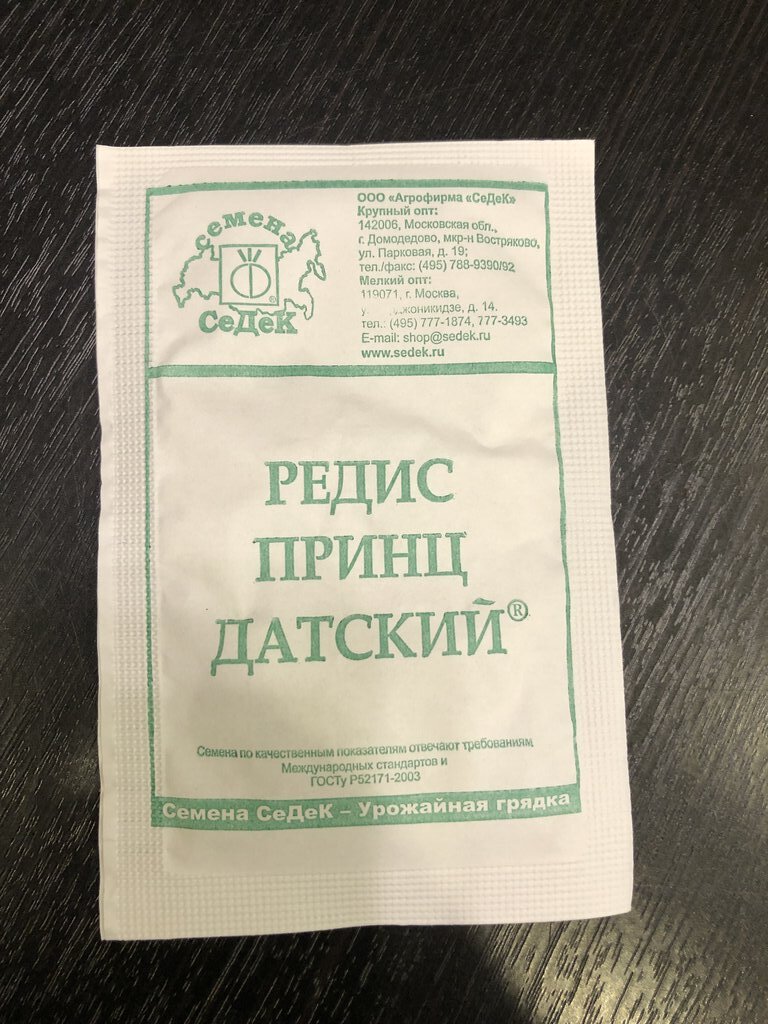 семена
СеДеК
®
ООО «Агрофирма «СеДеК»
Крупный опт:
142006, Московская обл.,
г. Домодедово, мкр-н Востряково,
ул. Парковая, д. 19;
тел./факс: (495) 788-9390/92
Мелкий опт:
119071, г. Москва,
д. 14.
тел.: (495) 777-1874, 777-3493
E-mail: shop@sedek.ru
www.sedek.ru
РЕДИС
ПРИНЦ
ДАТСКИЙ®
Семена по качественным показателям отвечают требованиям
Международных стандартов и
ГОСТу Р52171-2003
Семена СеДеК – Урожайная грядка